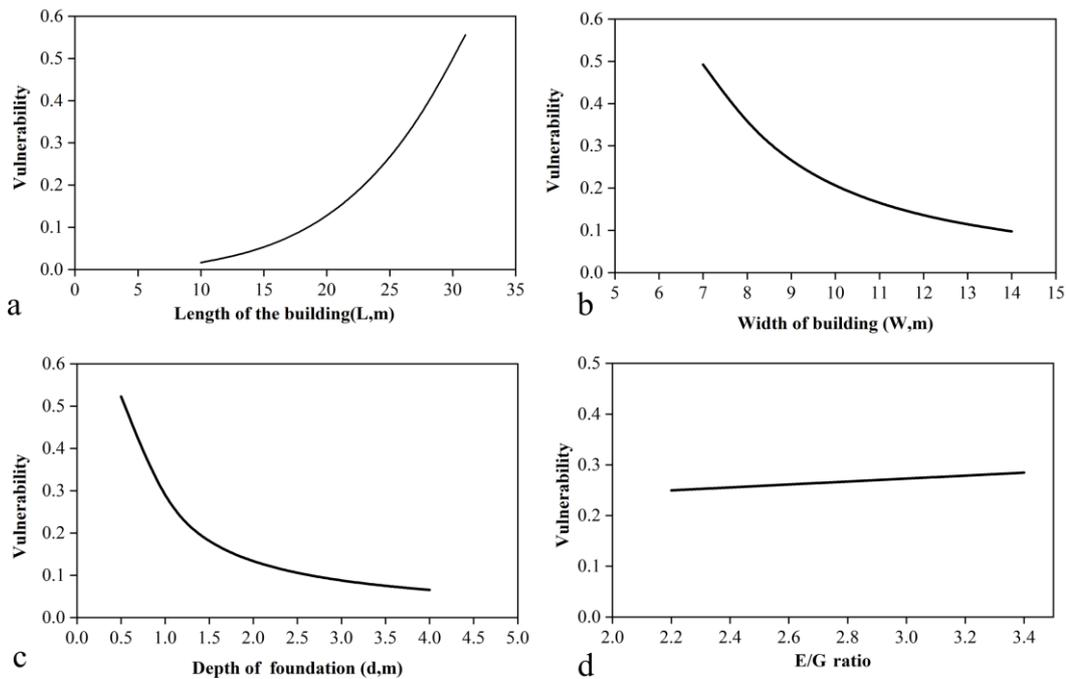 0.6
0.5
0.4
0.3
0.2
0.1
0.0
Vulnerability
0 5 10 15 20 25 30 35
Length of the building(L,m)
a
0.6
0.5
0.4
0.3
0.2
0.1
0.0
Vulnerability
5 6 7 8 9 10 11 12 13 14 15
Width of building (W,m)
b
0.6
0.5
0.4
0.3
0.2
0.1
0.0
Vulnerability
0.0 0.5 1.0 1.5 2.0 2.5 3.0 3.5 4.0 4.5 5.0
Depth of foundation (d,m)
c
0.5
0.4
0.3
0.2
0.1
0.0
Vulnerability
2.0 2.2 2.4 2.6 2.8 3.0 3.2 3.4
E/G ratio
d